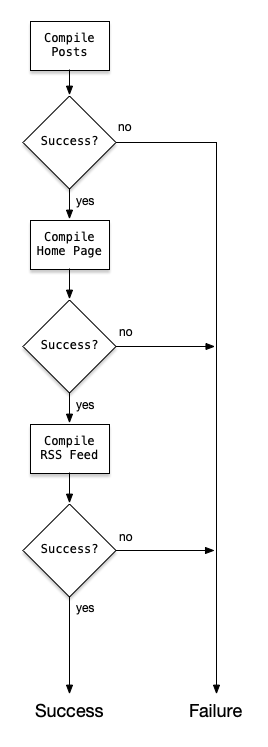 Compile
Posts
Success?
no
yes
Compile
Home Page
Success?
no
yes
Compile
RSS Feed
Success?
no
yes
Success
Failure